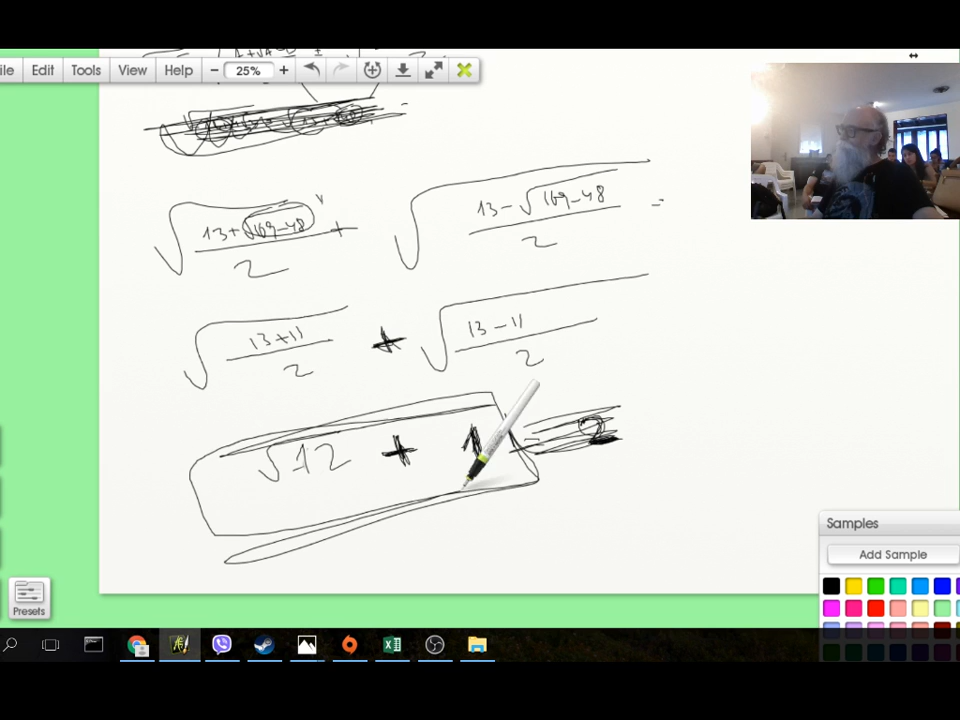 ile Edit Tools View Help − 25% +
√((13+√(169−48))/2) + √((13−√(169−48))/2) =
√((13+11)/2) + √((13−11)/2)
√12 + 1 =
Samples
Add Sample
Presets